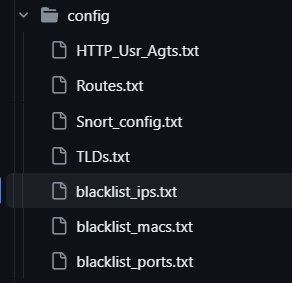 config
HTTP_Usr_Agts.txt
Routes.txt
Snort_config.txt
TLDs.txt
blacklist_ips.txt
blacklist_macs.txt
blacklist_ports.txt